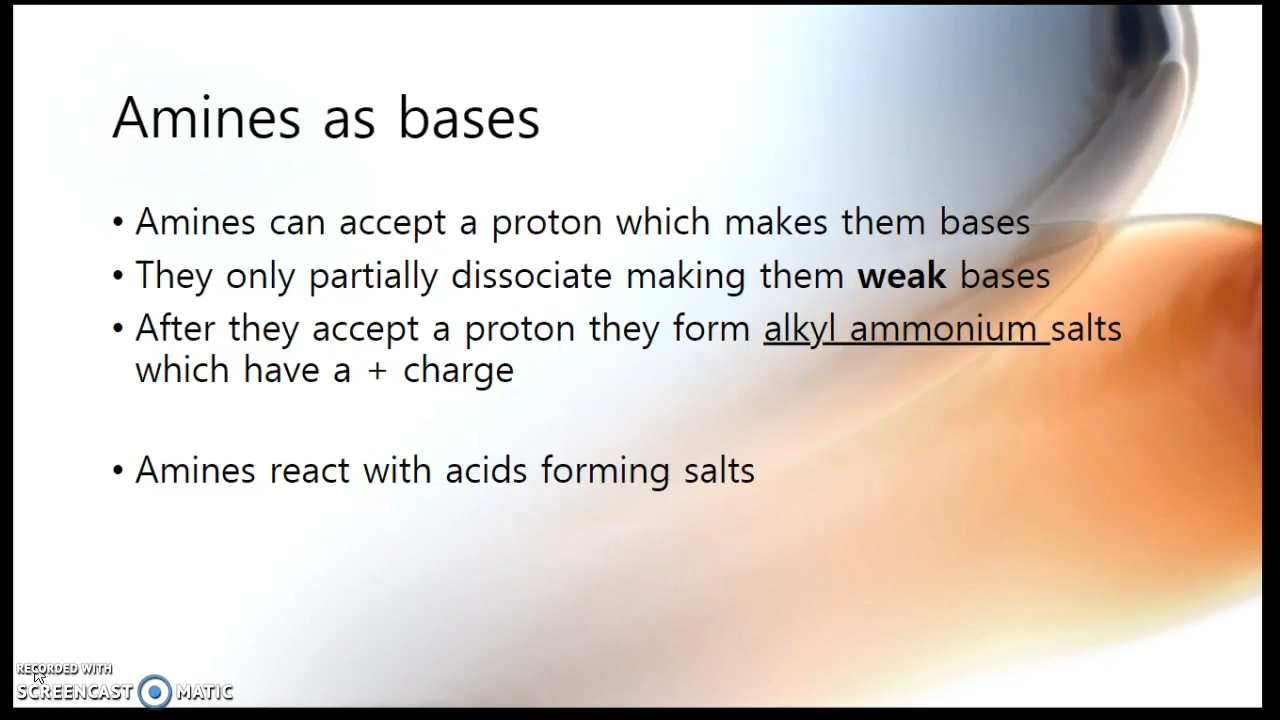 Amines as bases
• Amines can accept a proton which makes them bases
• They only partially dissociate making them weak bases
• After they accept a proton they form alkyl ammonium salts
which have a + charge
• Amines react with acids forming salts
RECORDED WITH
SCREENCAST MATIC